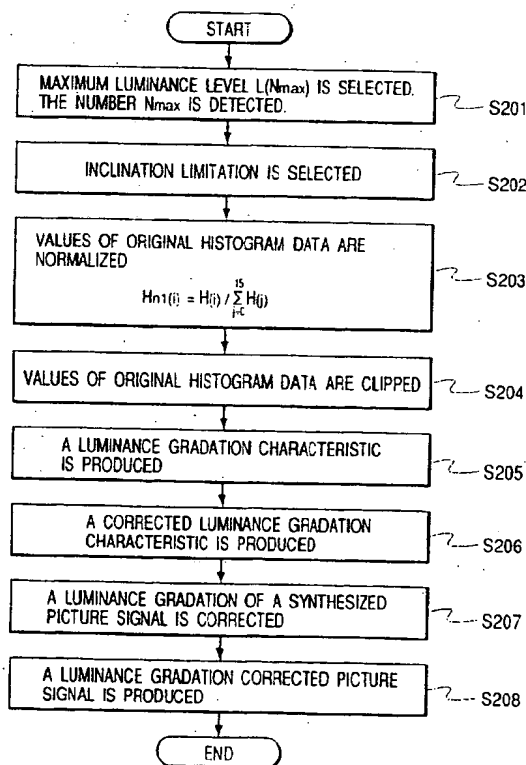 START
MAXIMUM LUMINANCE LEVEL L(Nmax) IS SELECTED.
THE NUMBER Nmax IS DETECTED.
S201
INCLINATION LIMITATION IS SELECTED
S202
VALUES OF ORIGINAL HISTOGRAM DATA ARE
NORMALIZED
Hn1(i) = H(i) / 15 Σ j=0 H(j)
S203
VALUES OF ORIGINAL HISTOGRAM DATA ARE CLIPPED
S204
A LUMINANCE GRADATION CHARACTERISTIC
IS PRODUCED
S205
A CORRECTED LUMINANCE GRADATION
CHARACTERISTIC IS PRODUCED
S206
A LUMINANCE GRADATION OF A SYNTHESIZED
PICTURE SIGNAL IS CORRECTED
S207
A LUMINANCE GRADATION CORRECTED PICTURE
SIGNAL IS PRODUCED
S208
END